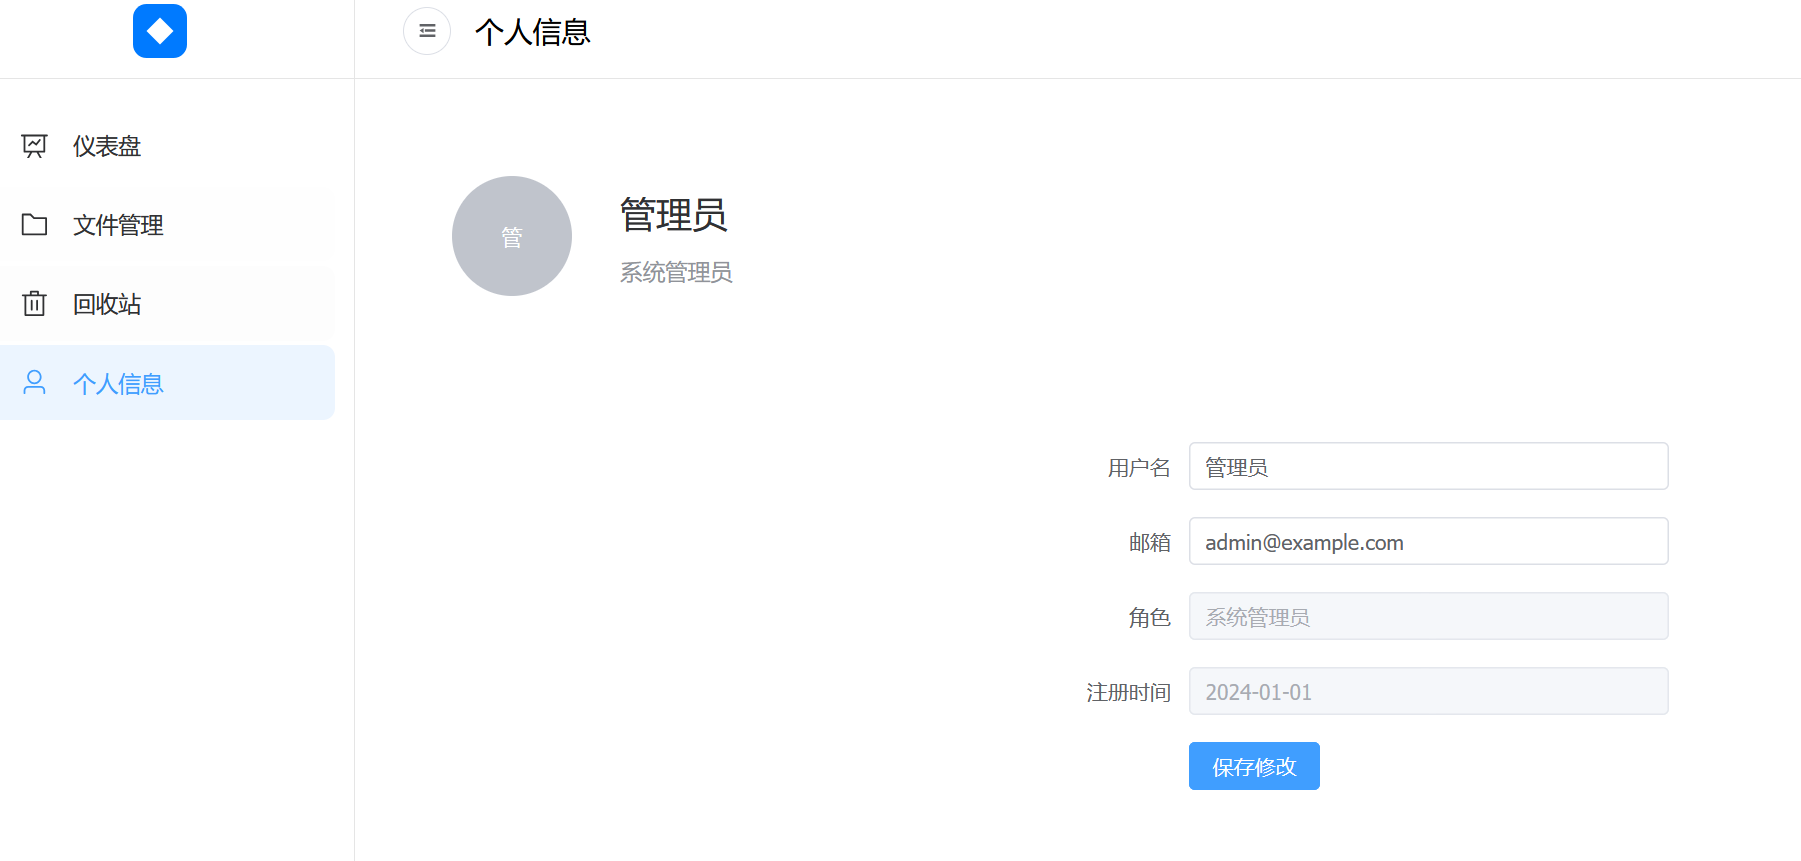 个人信息
仪表盘
文件管理
回收站
个人信息
管
管理员
系统管理员
用户名 管理员
邮箱 admin@example.com
角色 系统管理员
注册时间 2024-01-01
保存修改